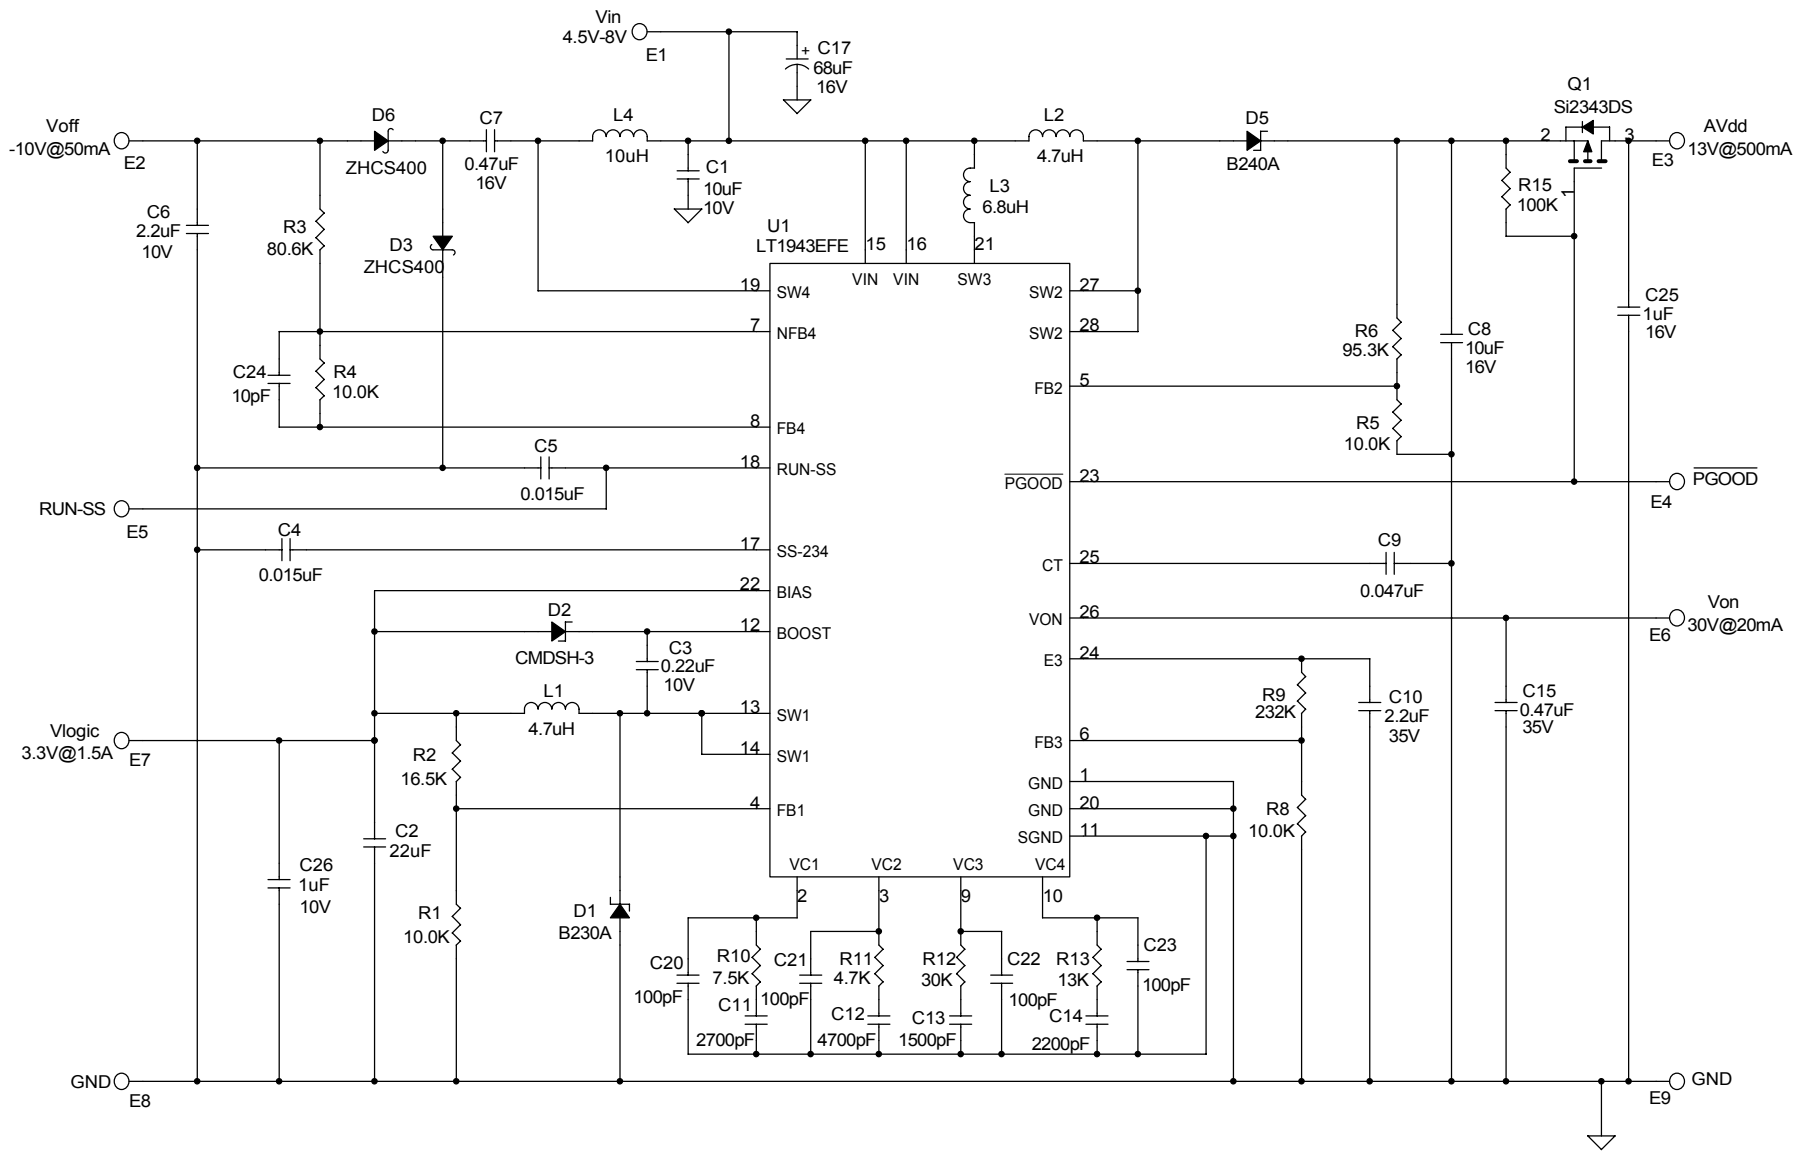 Vin
4.5V-8V
E1
+
C17
68uF
16V
Q1
Si2343DS
Voff
-10V@50mA
E2
D6
ZHCS400
C7
0.47uF
16V
L4
10uH
C1
10uF
10V
L2
4.7uH
D5
B240A
2
3
1
AVdd
13V@500mA
E3
R15
100K
C6
2.2uF
10V
R3
80.6K
D3
ZHCS400
L3
6.8uH
U1
LT1943EFE
15
16
21
VIN
VIN
SW3
19
SW4
SW2
27
7
NFB4
SW2
28
C25
1uF
16V
R6
95.3K
C8
10uF
16V
C24
10pF
R4
10.0K
FB2
5
8
FB4
R5
10.0K
C5
0.015uF
18
RUN-SS
PGOOD
23
PGOOD
E4
RUN-SS
E5
C4
0.015uF
17
SS-234
CT
25
C9
0.047uF
22
BIAS
VON
26
Von
30V@20mA
E6
D2
CMDSH-3
12
BOOST
C3
0.22uF
10V
E3
24
R9
232K
C10
2.2uF
35V
C15
0.47uF
35V
L1
4.7uH
13
SW1
Vlogic
3.3V@1.5A
E7
R2
16.5K
14
SW1
FB3
6
GND
1
4
FB1
GND
20
R8
10.0K
SGND
11
C2
22uF
C26
1uF
10V
VC1
VC2
VC3
VC4
2
3
9
10
R1
10.0K
D1
B230A
C20
100pF
R10
7.5K
C11
2700pF
C21
100pF
R11
4.7K
C12
4700pF
R12
30K
C13
1500pF
C22
100pF
R13
13K
C14
2200pF
C23
100pF
GND
E8
GND
E9